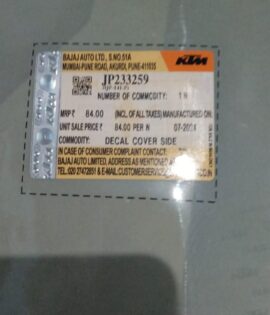 BAJAJ AUTO LTD., S.NO.51A
MUMBAI-PUNE ROAD, AKURDI, PUNE-411035
KTM
JP233259
NUMBER OF COMMODITY: 1 N
MRP ₹ 84.00 (INCL. OF ALL TAXES) MANUFACTURED ON:
UNIT SALE PRICE ₹ 84.00 PER N 07-2024
COMMODITY: DECAL COVER SIDE
IN CASE OF CONSUMER COMPLAINT CONTACT:
BAJAJ AUTO LIMITED, ADDRESS AS MENTIONED
TEL.: 020 27472851 & E-MAIL: CUSTOMERSERVICE